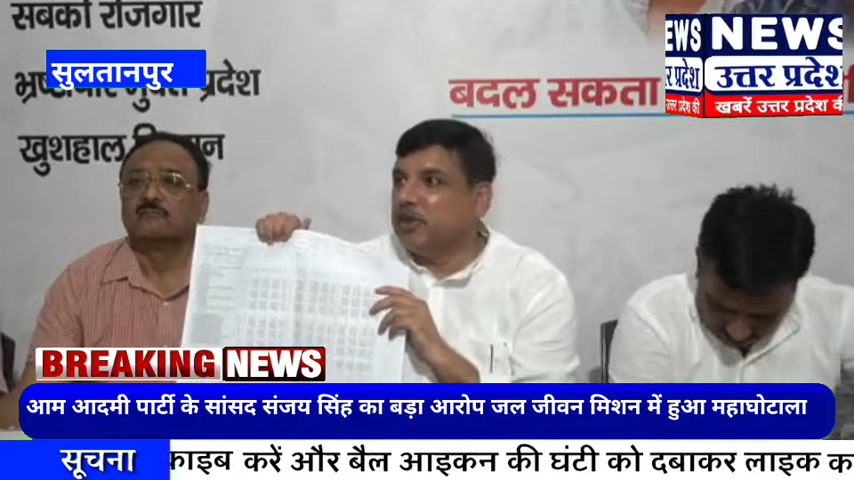 सबको रोजगार
सुलतानपुर
प्रदेश
खुशहाल
बदल सकता
NEWS
उत्तर प्रदेश
खबरें उत्तर प्रदेश की
BREAKING NEWS
आम आदमी पार्टी के सांसद संजय सिंह का बड़ा आरोप जल जीवन मिशन में हुआ महाघोटाला
सूचना
करें और बैल आइकन की घंटी को दबाकर लाइक